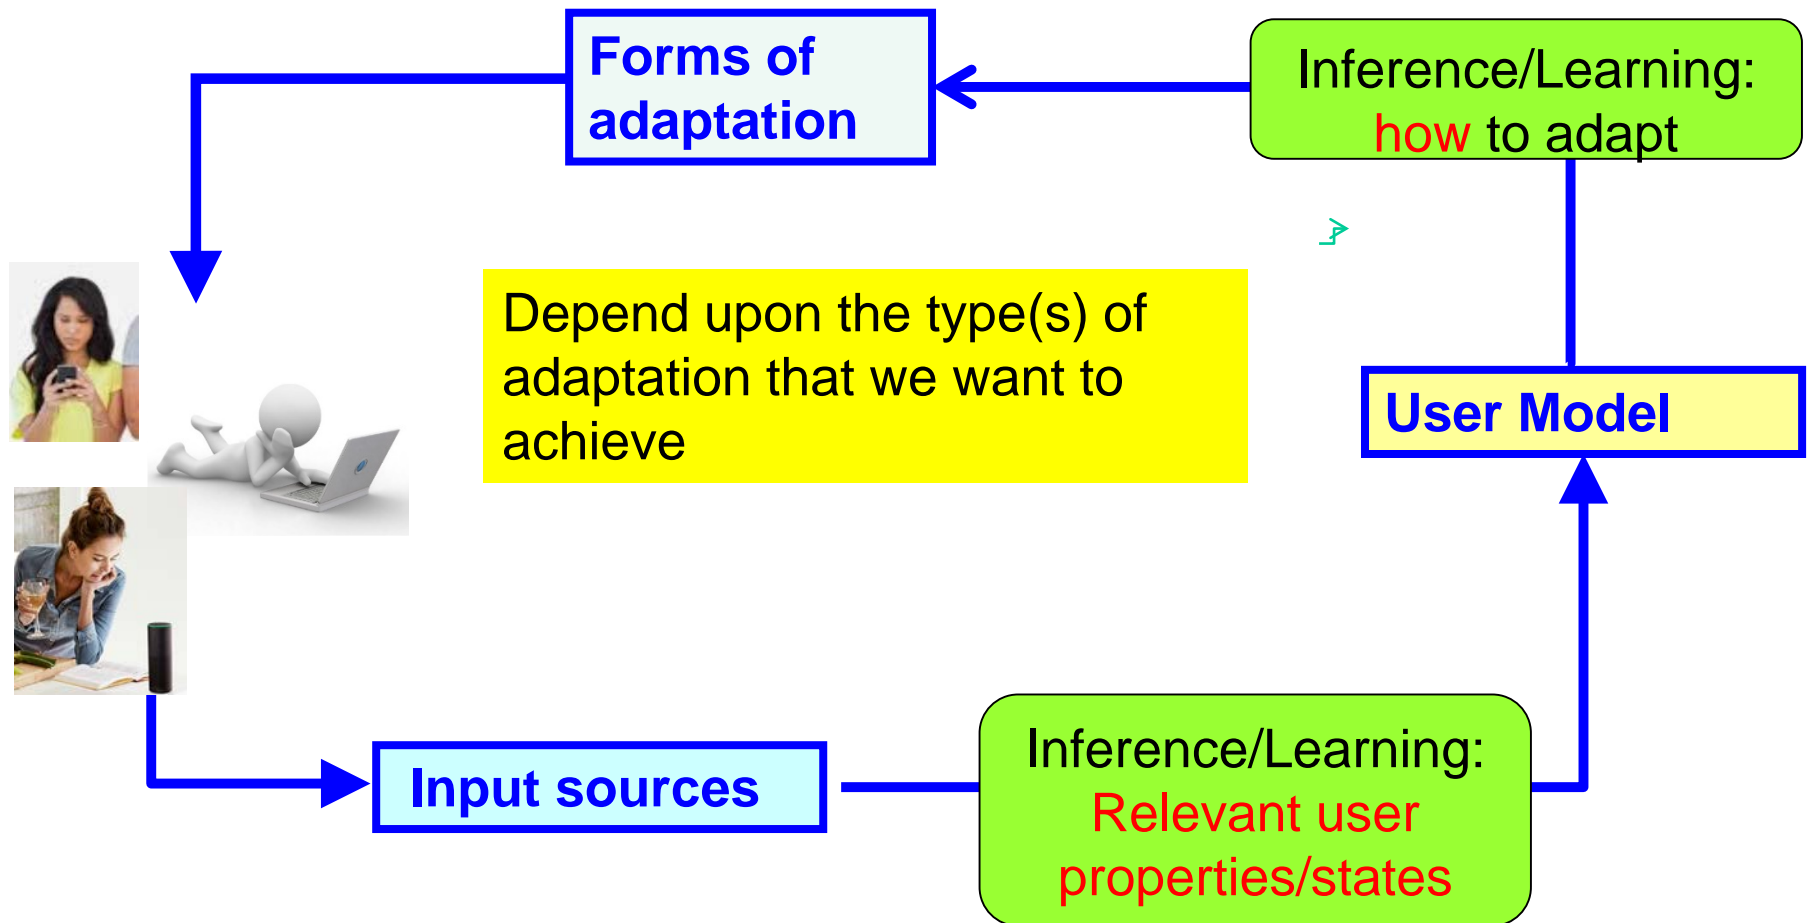 Forms of
adaptation
Inference/Learning:
how to adapt
Depend upon the type(s) of
adaptation that we want to
achieve
User Model
Input sources
Inference/Learning:
Relevant user
properties/states